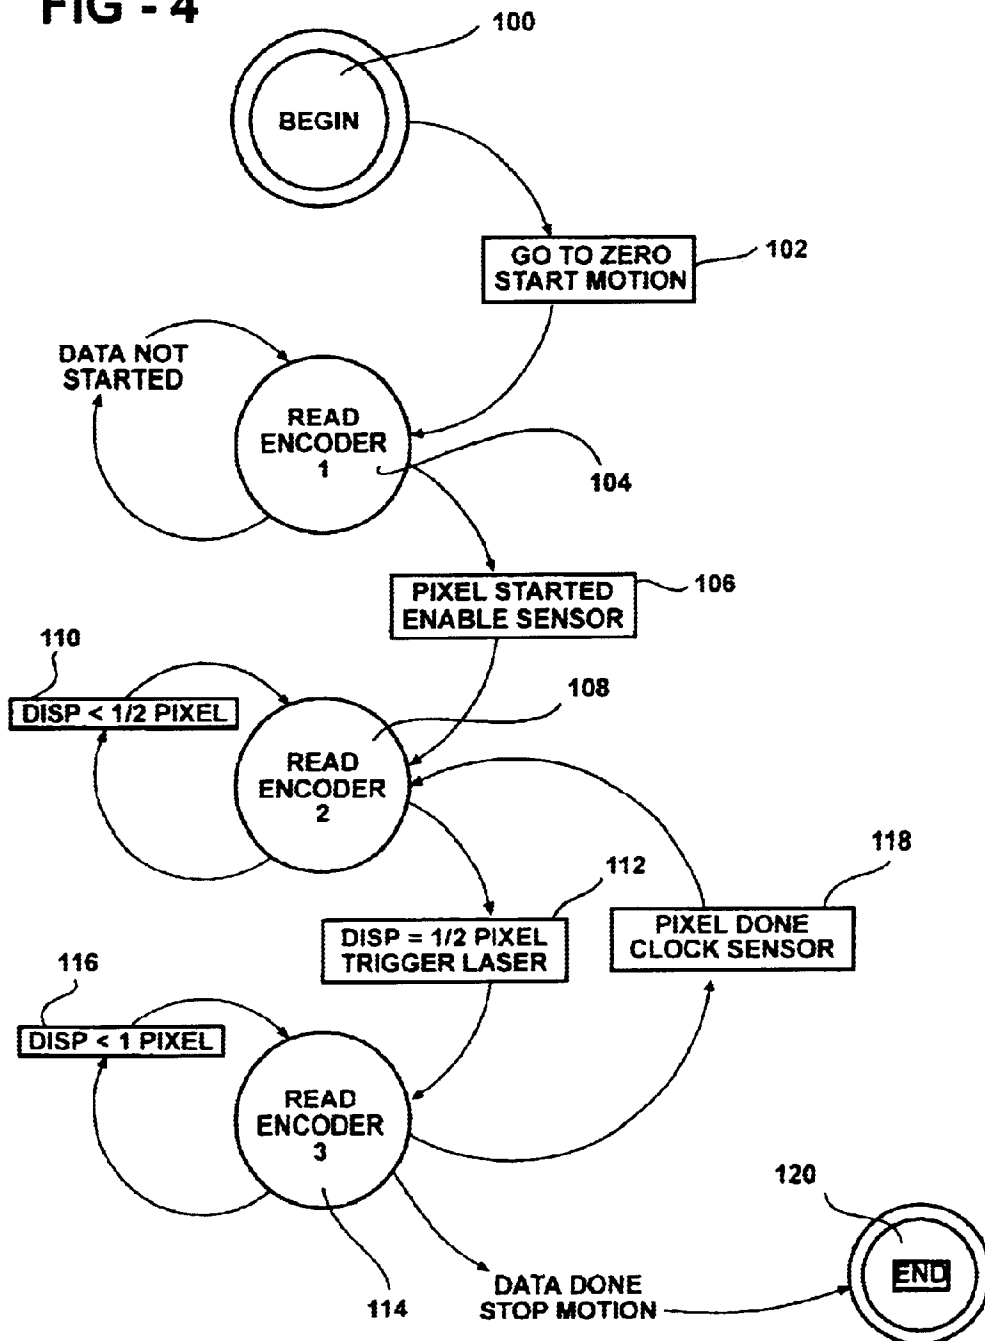 FIG - 4
100
BEGIN
GO TO ZERO
START MOTION
102
DATA NOT
STARTED
READ
ENCODER
1
104
PIXEL STARTED
ENABLE SENSOR
106
110
DISP < 1/2 PIXEL
108
READ
ENCODER
2
118
112
PIXEL DONE
CLOCK SENSOR
DISP = 1/2 PIXEL
TRIGGER LASER
116
DISP < 1 PIXEL
READ
ENCODER
3
120
END
114
DATA DONE
STOP MOTION